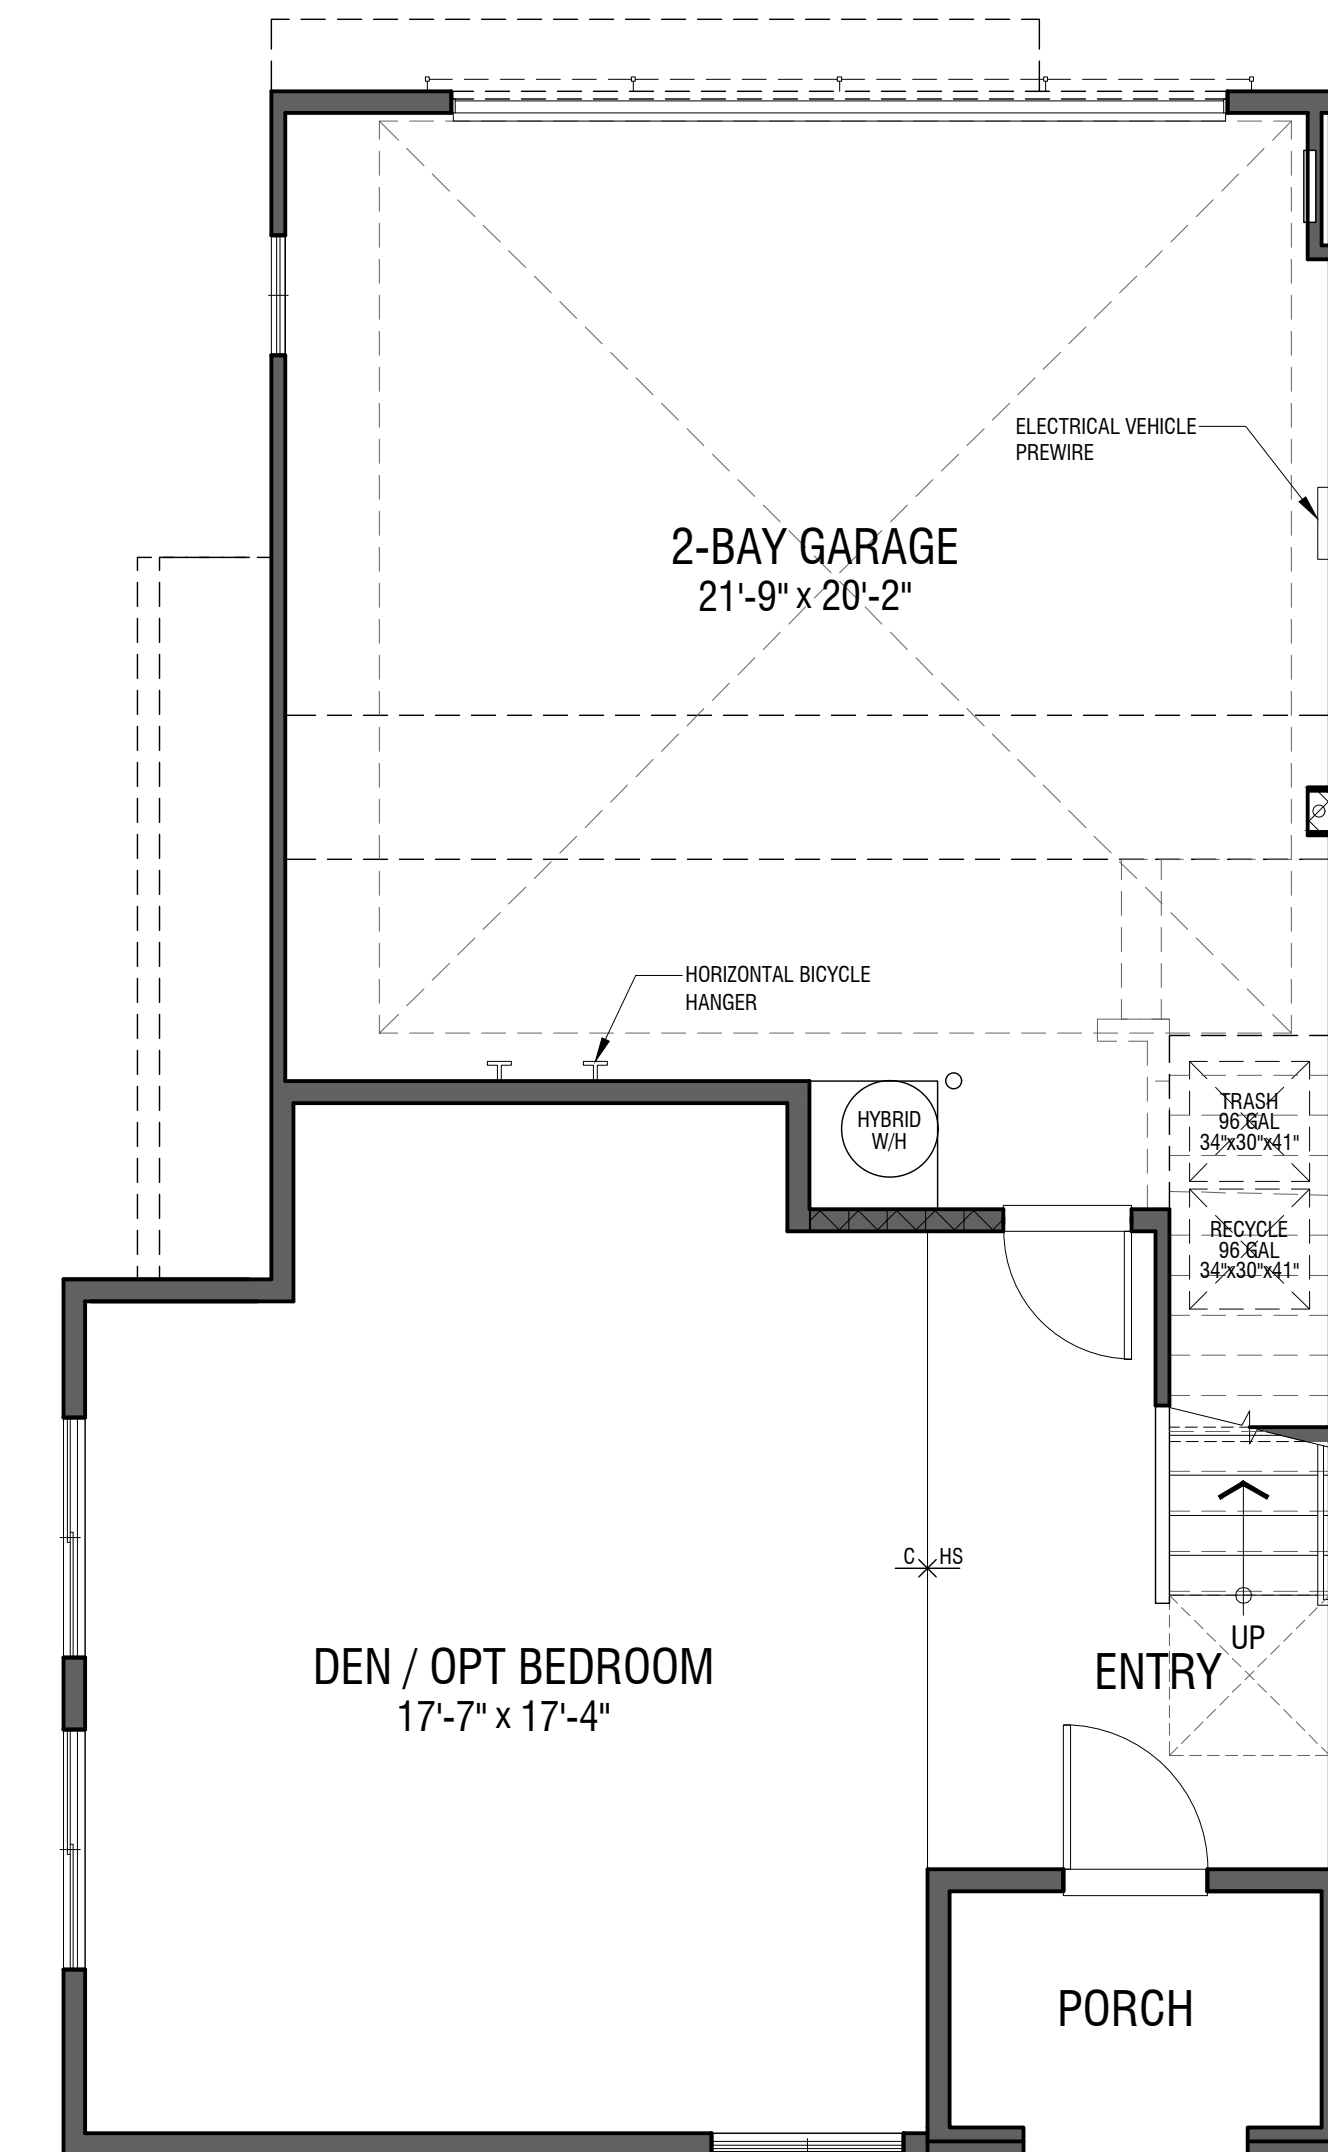 ELECTRICAL VEHICLE
PREWIRE
2-BAY GARAGE
21'-9" x 20'-2"
HORIZONTAL BICYCLE
HANGER
HYBRID
W/H
TRASH
96 GAL
34"x30"x41"
RECYCLE
96 GAL
34"x30"x41"
C HS
UP
ENTRY
DEN / OPT BEDROOM
17'-7" x 17'-4"
PORCH